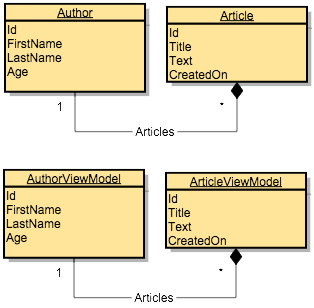 Author
Id
FirstName
LastName
Age
Article
Id
Title
Text
CreatedOn
1
*
Articles
AuthorViewModel
Id
FirstName
LastName
Age
ArticleViewModel
Id
Title
Text
CreatedOn
1
*
Articles